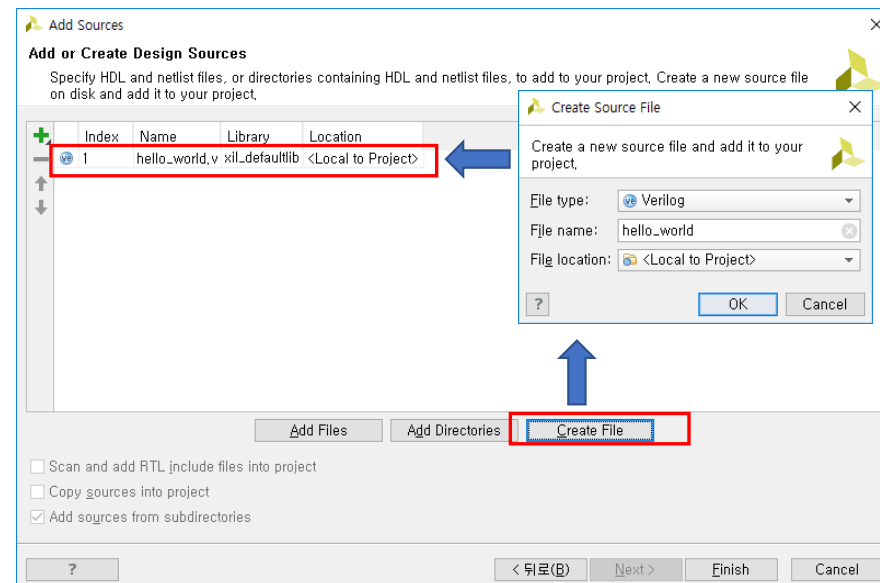 Add Sources
Add or Create Design Sources
Specify HDL and netlist files, or directories containing HDL and netlist files, to add to your project. Create a new source file
on disk and add it to your project.
Index Name Library Location
ve 1 hello_world.v xil_defaultlib <Local to Project>
Create Source File
Create a new source file and add it to your
project.
File type: ve Verilog
File name: hello_world
File location: <Local to Project>
? OK Cancel
Add Files Add Directories Create File
Scan and add RTL include files into project
Copy sources into project
Add sources from subdirectories
? < 뒤로(B) Next > Finish Cancel